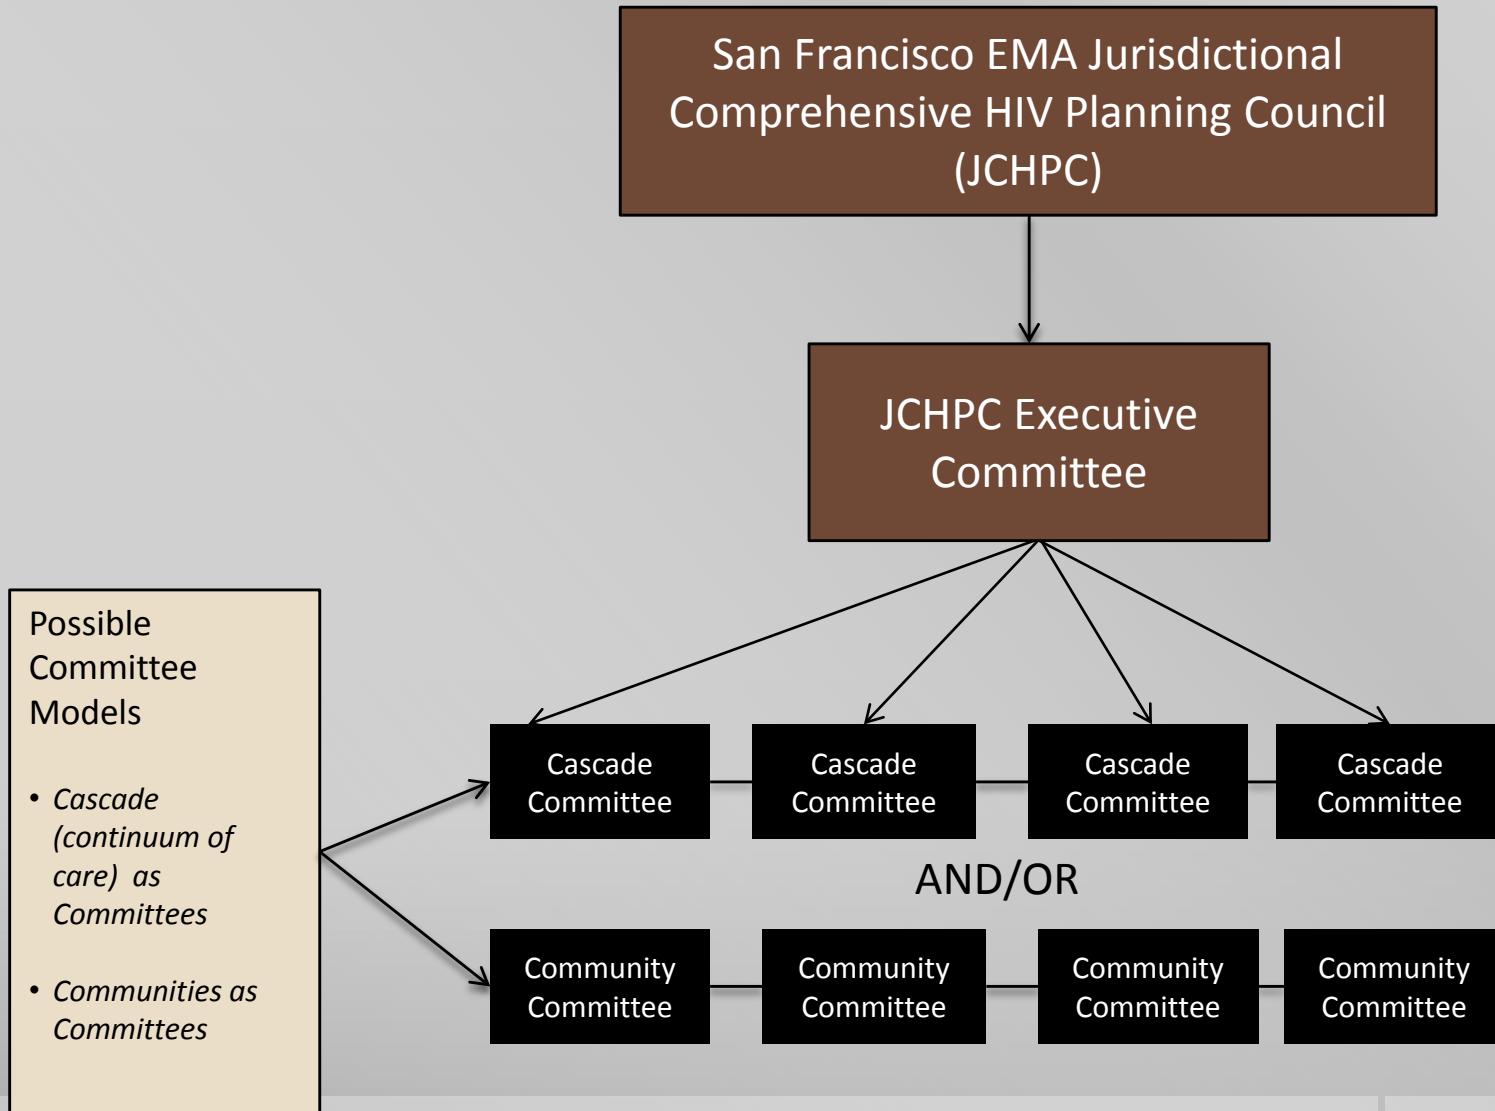 San Francisco EMA Jurisdictional
Comprehensive HIV Planning Council
(JCHPC)
JCHPC Executive
Committee
Possible
Committee
Models
• Cascade
(continuum of
care) as
Committees
• Communities as
Committees
Cascade
Committee
Cascade
Committee
Cascade
Committee
Cascade
Committee
AND/OR
Community
Committee
Community
Committee
Community
Committee
Community
Committee